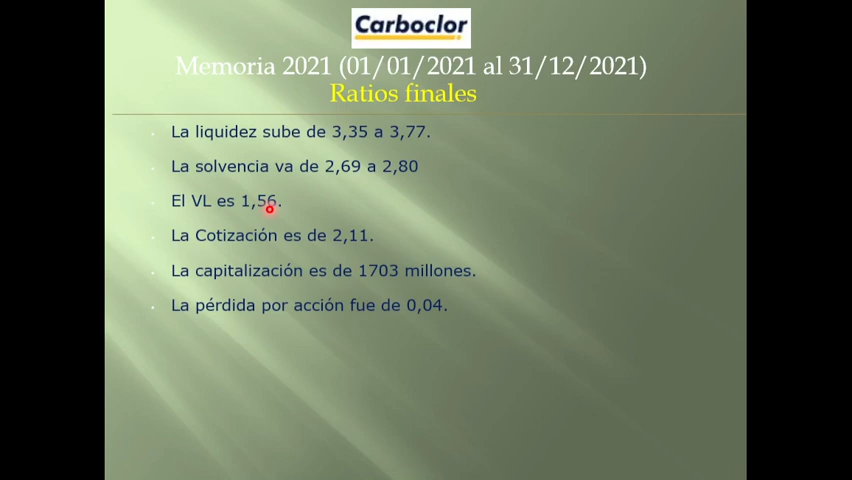 Carboclor
Memoria 2021 (01/01/2021 al 31/12/2021)
Ratios finales
La liquidez sube de 3,35 a 3,77.
La solvencia va de 2,69 a 2,80
El VL es 1,56.
La Cotización es de 2,11.
La capitalización es de 1703 millones.
La pérdida por acción fue de 0,04.